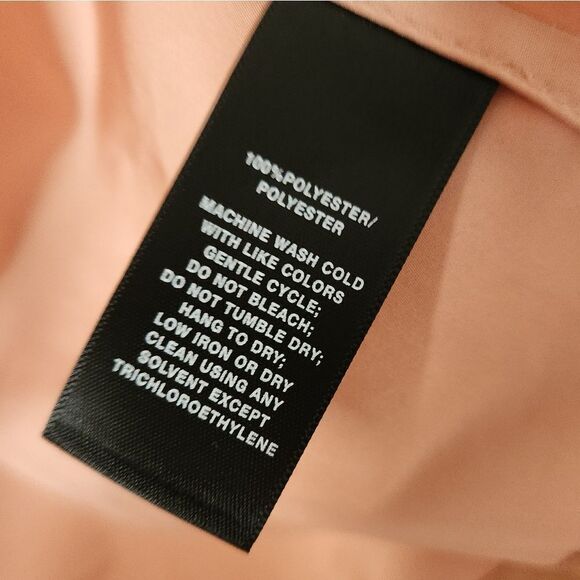 100%POLYESTER/
POLYESTER
MACHINE WASH COLD
WITH LIKE COLORS
GENTLE CYCLE;
DO NOT BLEACH;
DO NOT TUMBLE DRY;
HANG TO DRY;
LOW IRON OR DRY
CLEAN USING ANY
SOLVENT EXCEPT
TRICHLOROETHYLENE